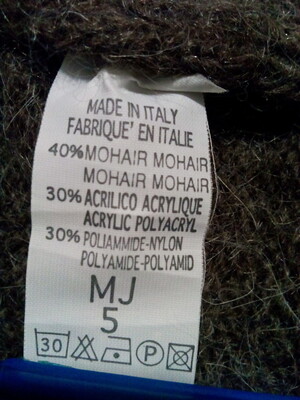 MADE IN ITALY
FABRIQUE' EN ITALIE
40% MOHAIR MOHAIR
MOHAIR MOHAIR
30% ACRILICO ACRYLIQUE
ACRYLIC POLYACRYL
30% POLIAMMIDE-NYLON
POLYAMIDE-POLYAMID
MJ
5
30 P